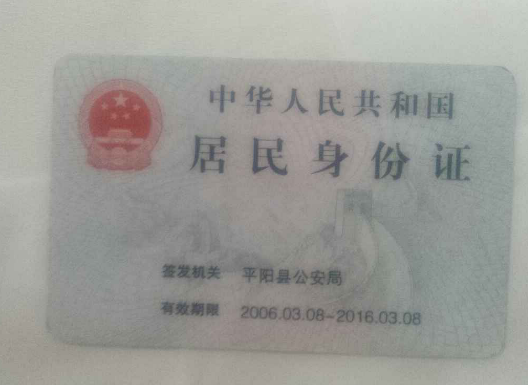 中华人民共和国
居民身份证
签发机关 平阳县公安局
有效期限 2006.03.08-2016.03.08